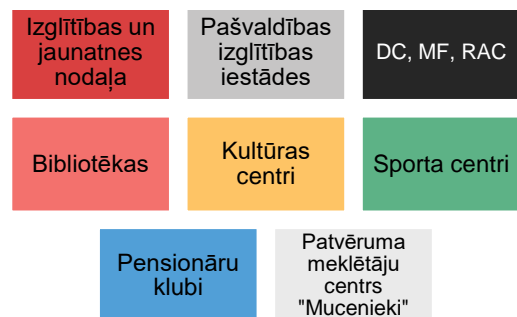 Izglītības un
jaunatnes
nodaļa
Pašvaldības
izglītības
iestādes
DC, MF, RAC
Bibliotēkas
Kultūras
centri
Sporta centri
Pensionāru
klubi
Patvēruma
meklētāju
centrs
"Mucenieki"